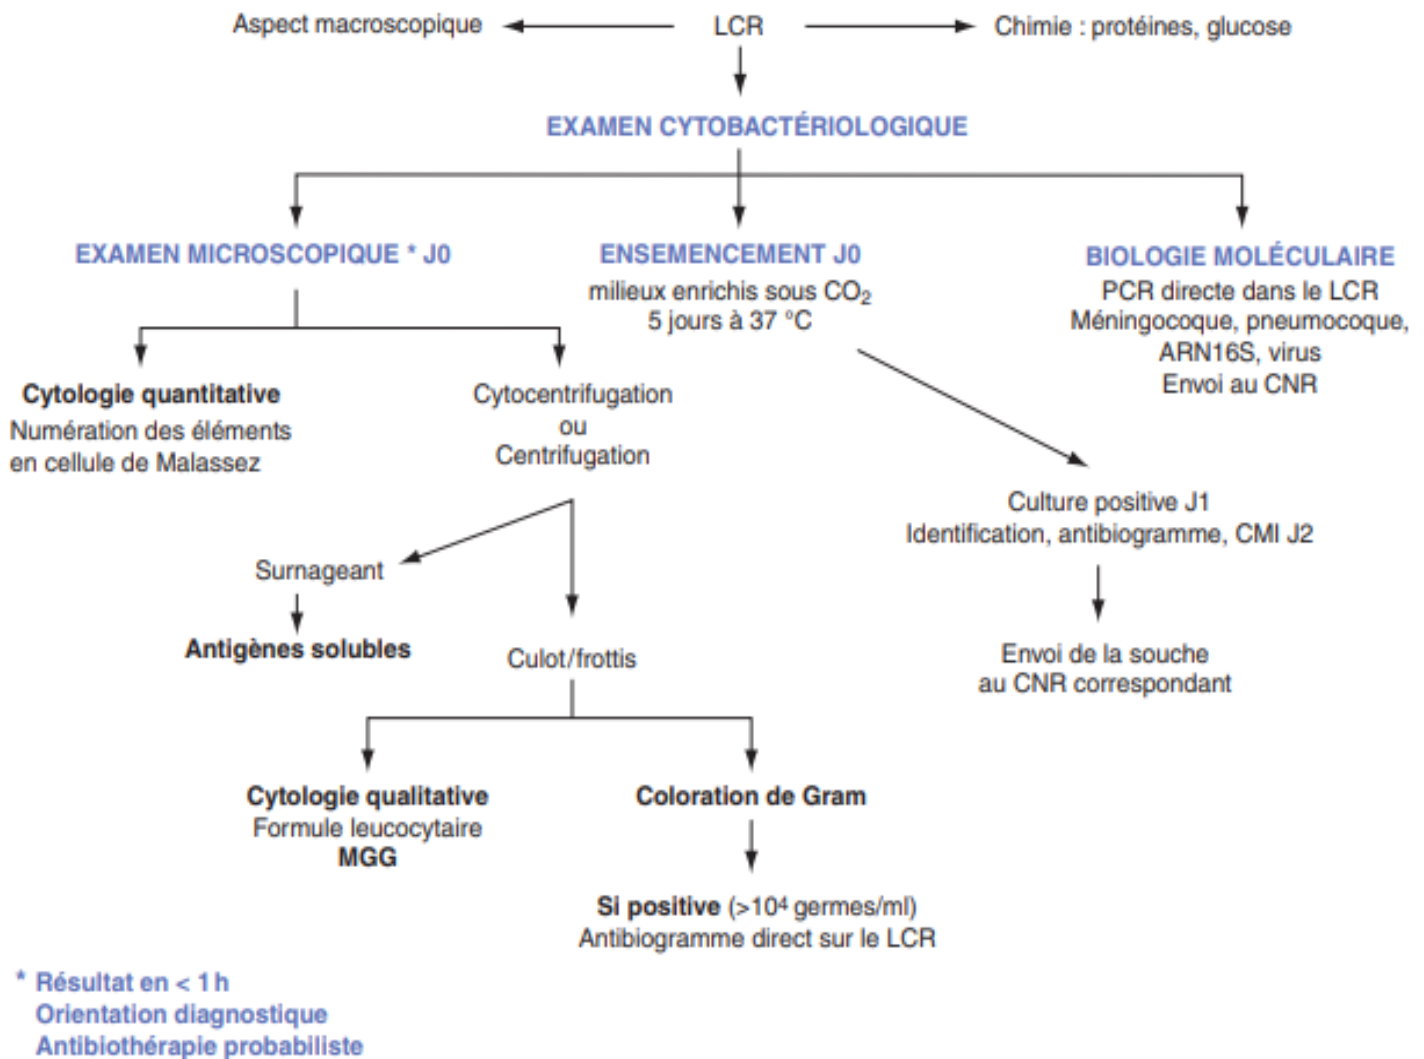 Aspect macroscopique
LCR
Chimie : protéines, glucose
EXAMEN CYTOBACTÉRIOLOGIQUE
EXAMEN MICROSCOPIQUE * J0
ENSEMENCEMENT J0
milieux enrichis sous CO₂
5 jours à 37 °C
BIOLOGIE MOLÉCULAIRE
PCR directe dans le LCR
Méningocoque, pneumocoque,
ARN16S, virus
Envoi au CNR
Cytologie quantitative
Numération des éléments
en cellule de Malassez
Cytocentrifugation
ou
Centrifugation
Culture positive J1
Identification, antibiogramme, CMI J2
Surnageant
Antigènes solubles
Culot/frottis
Envoi de la souche
au CNR correspondant
Cytologie qualitative
Formule leucocytaire
MGG
Coloration de Gram
Si positive (>10⁴ germes/ml)
Antibiogramme direct sur le LCR
* Résultat en < 1 h
Orientation diagnostique
Antibiothérapie probabiliste